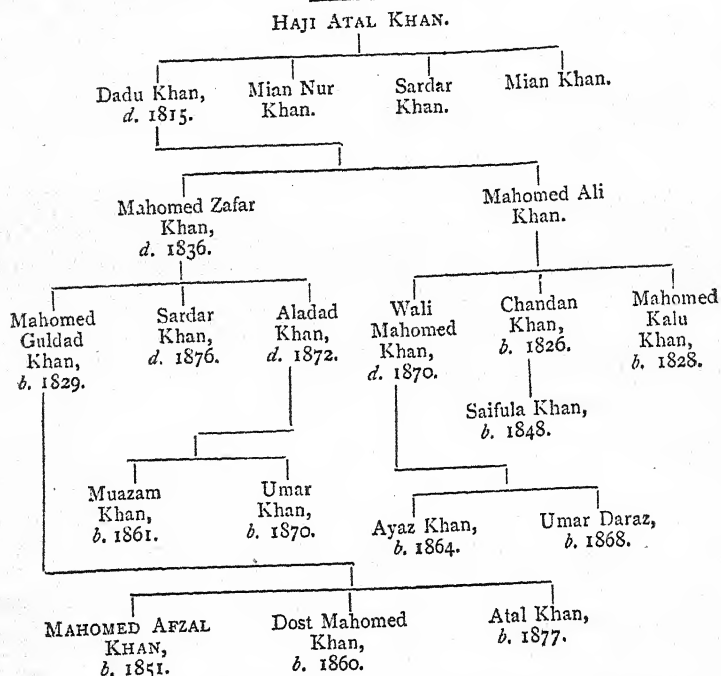 HAJI ATAL KHAN.
Dadu Khan,
d. 1815.
Mian Nur
Khan.
Sardar
Khan.
Mian Khan.
Mahomed Zafar
Khan,
d. 1836.
Mahomed Ali
Khan.
Mahomed
Guldad
Khan,
b. 1829.
Sardar
Khan,
d. 1876.
Aladad
Khan,
d. 1872.
Wali
Mahomed
Khan,
d. 1870.
Chandan
Khan,
b. 1826.
Mahomed
Kalu
Khan,
b. 1828.
Saifula Khan,
b. 1848.
Muazam
Khan,
b. 1861.
Umar
Khan,
b. 1870.
Ayaz Khan,
b. 1864.
Umar Daraz,
b. 1868.
MAHOMED AFZAL
KHAN,
b. 1851.
Dost Mahomed
Khan,
b. 1860.
Atal Khan,
b. 1877.